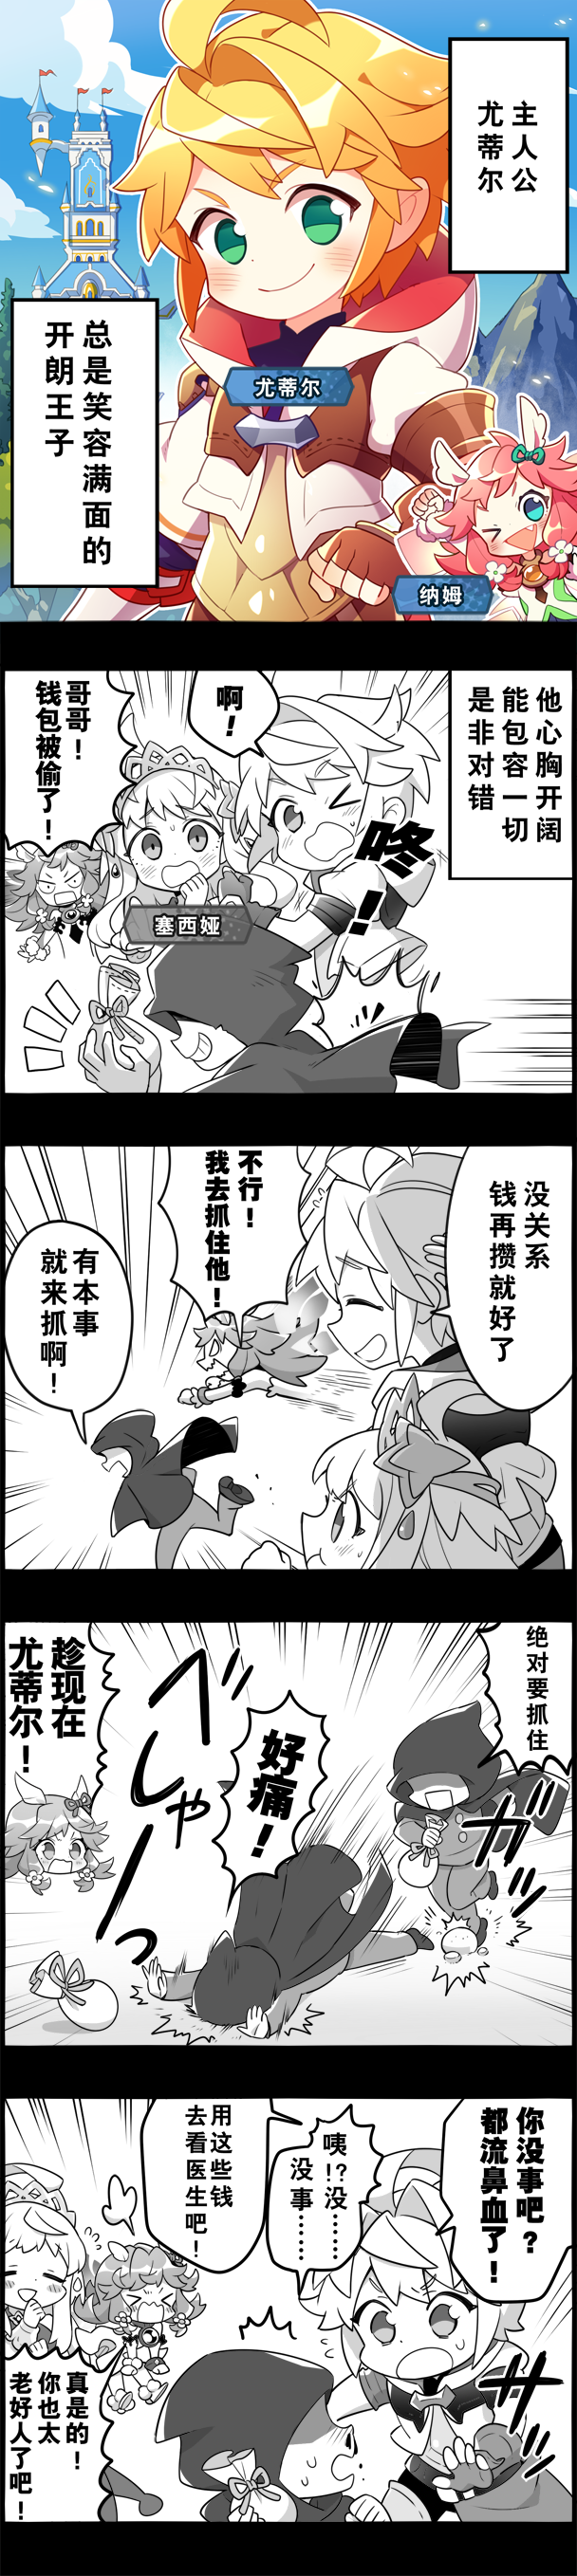 主人公
尤蒂尔
总是笑容满面的
开朗王子
尤蒂尔
纳姆
他心胸开阔
能包容一切
是非对错
啊！
哥哥！
钱包被偷了！
咚！
塞西娅
没关系
钱再攒就好了
不行！
我去抓住他！
有本事
就来抓啊！
绝对要抓住
ガッ
好痛！
べしゃーっ
趁现在
尤蒂尔！
你没事吧？
都流鼻血了！
咦!?没……
没事……
用这些钱
去看医生吧！
真是的！
你也太
老好人了吧！